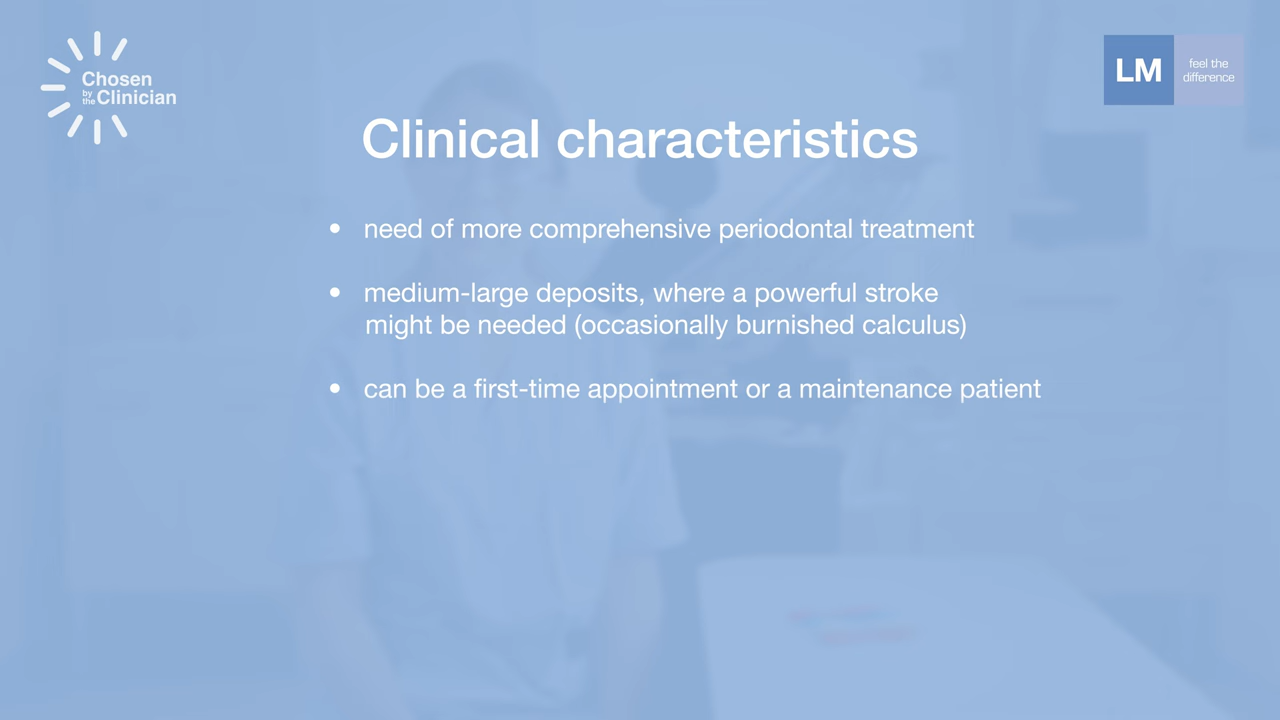 Chosen
by
the Clinician
LM
feel the
difference
Clinical characteristics
• need of more comprehensive periodontal treatment
• medium-large deposits, where a powerful stroke
might be needed (occasionally burnished calculus)
• can be a first-time appointment or a maintenance patient